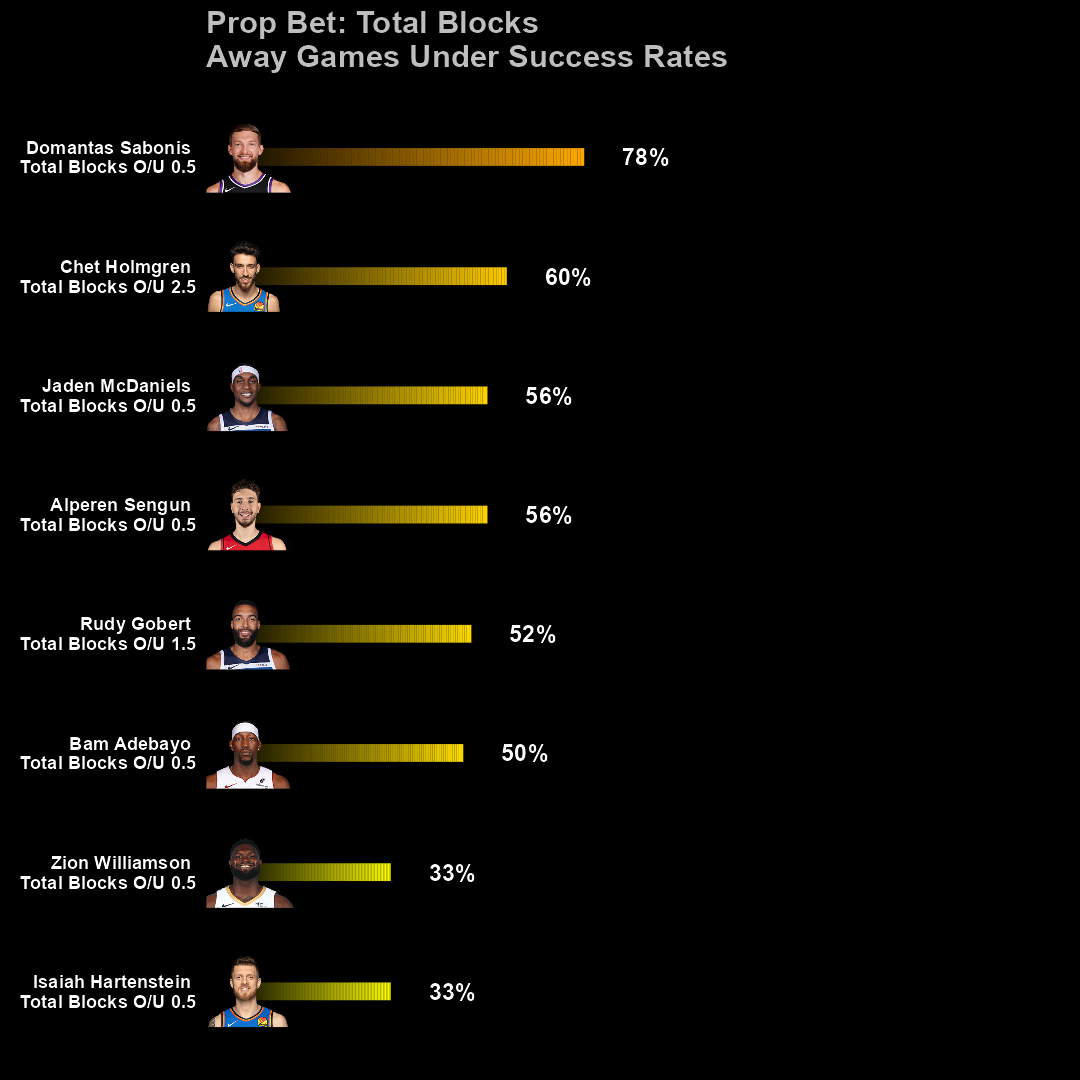 Prop Bet: Total Blocks
Away Games Under Success Rates
Domantas Sabonis
Total Blocks O/U 0.5
78%
Chet Holmgren
Total Blocks O/U 2.5
60%
Jaden McDaniels
Total Blocks O/U 0.5
56%
Alperen Sengun
Total Blocks O/U 0.5
56%
Rudy Gobert
Total Blocks O/U 1.5
52%
Bam Adebayo
Total Blocks O/U 0.5
50%
Zion Williamson
Total Blocks O/U 0.5
33%
Isaiah Hartenstein
Total Blocks O/U 0.5
33%